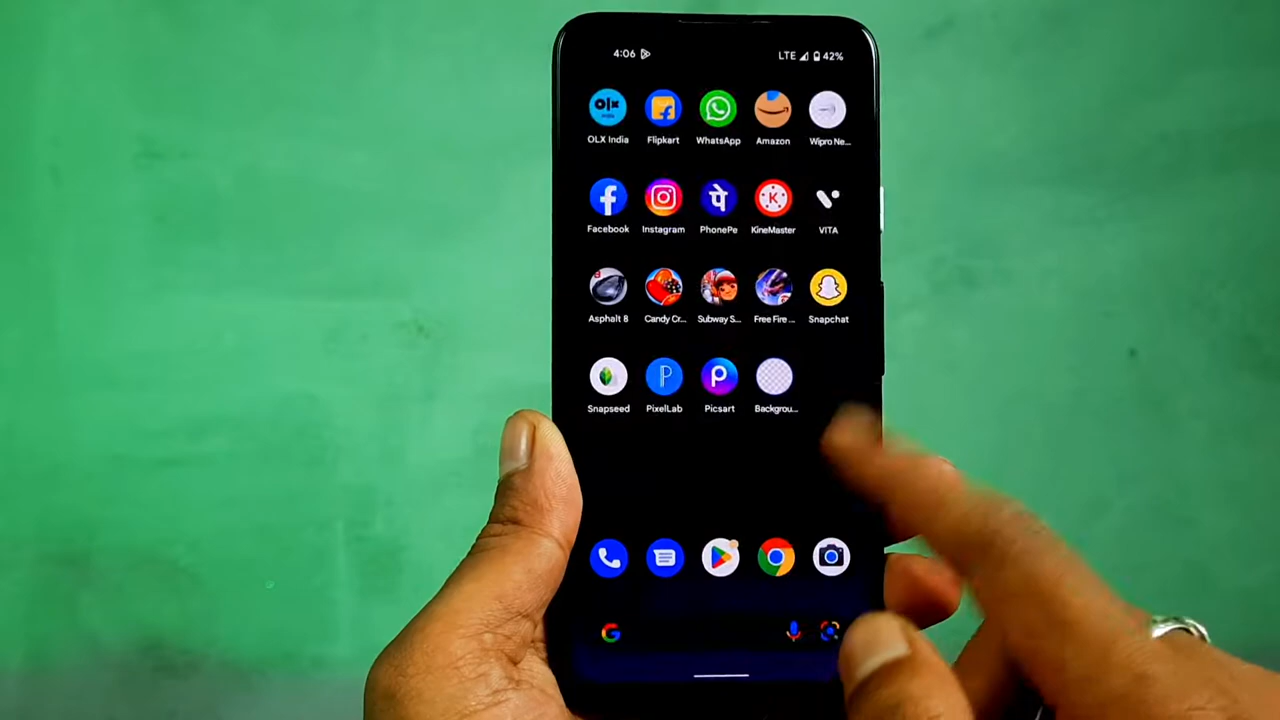 4:06
LTE 42%
OLX India Flipkart WhatsApp Amazon Wipro Ne...
Facebook Instagram PhonePe KineMaster VITA
Asphalt 8 Candy Cr... Subway S... Free Fire ... Snapchat
Snapseed PixelLab Picsart Backgrou...